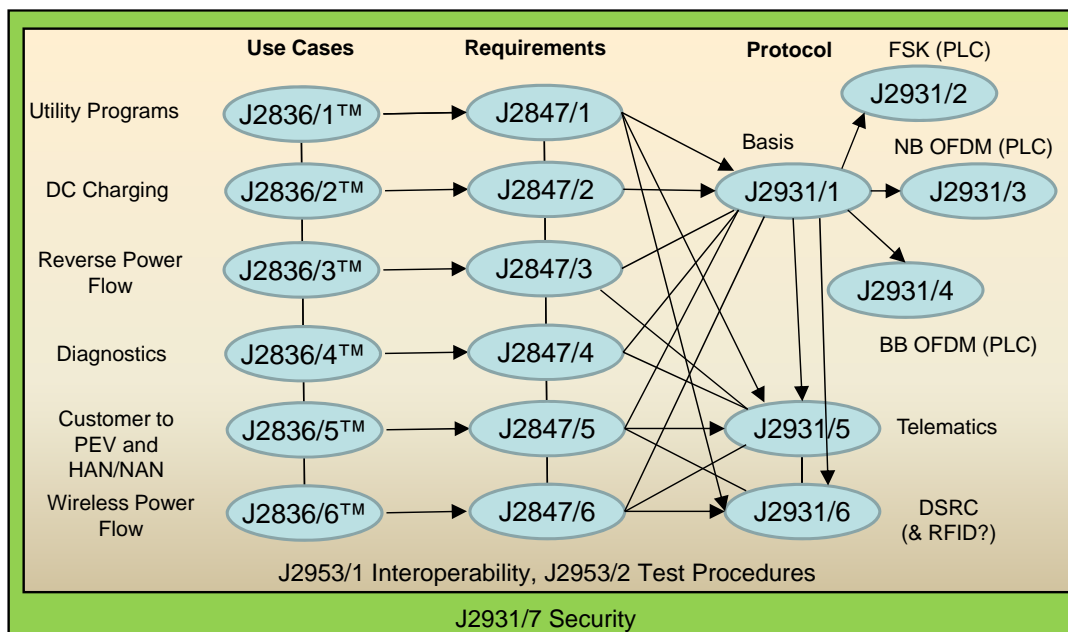 Use Cases
Requirements
Protocol
FSK (PLC)
J2931/2
Utility Programs
J2836/1™
J2847/1
Basis
NB OFDM (PLC)
DC Charging
J2836/2™
J2847/2
J2931/1
J2931/3
Reverse Power
Flow
J2836/3™
J2847/3
J2931/4
BB OFDM (PLC)
Diagnostics
J2836/4™
J2847/4
Customer to
PEV and
HAN/NAN
J2836/5™
J2847/5
J2931/5
Telematics
Wireless Power
Flow
J2836/6™
J2847/6
J2931/6
DSRC
(& RFID?)
J2953/1 Interoperability, J2953/2 Test Procedures
J2931/7 Security